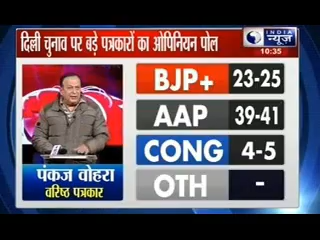 दिल्ली चुनाव पर बड़े पत्रकारों का ओपिनियन पोल
INDIA
न्यूज़
10:35
BJP+ 23-25
AAP 39-41
CONG 4-5
OTH -
पंकज वोहरा
वरिष्ठ पत्रकार